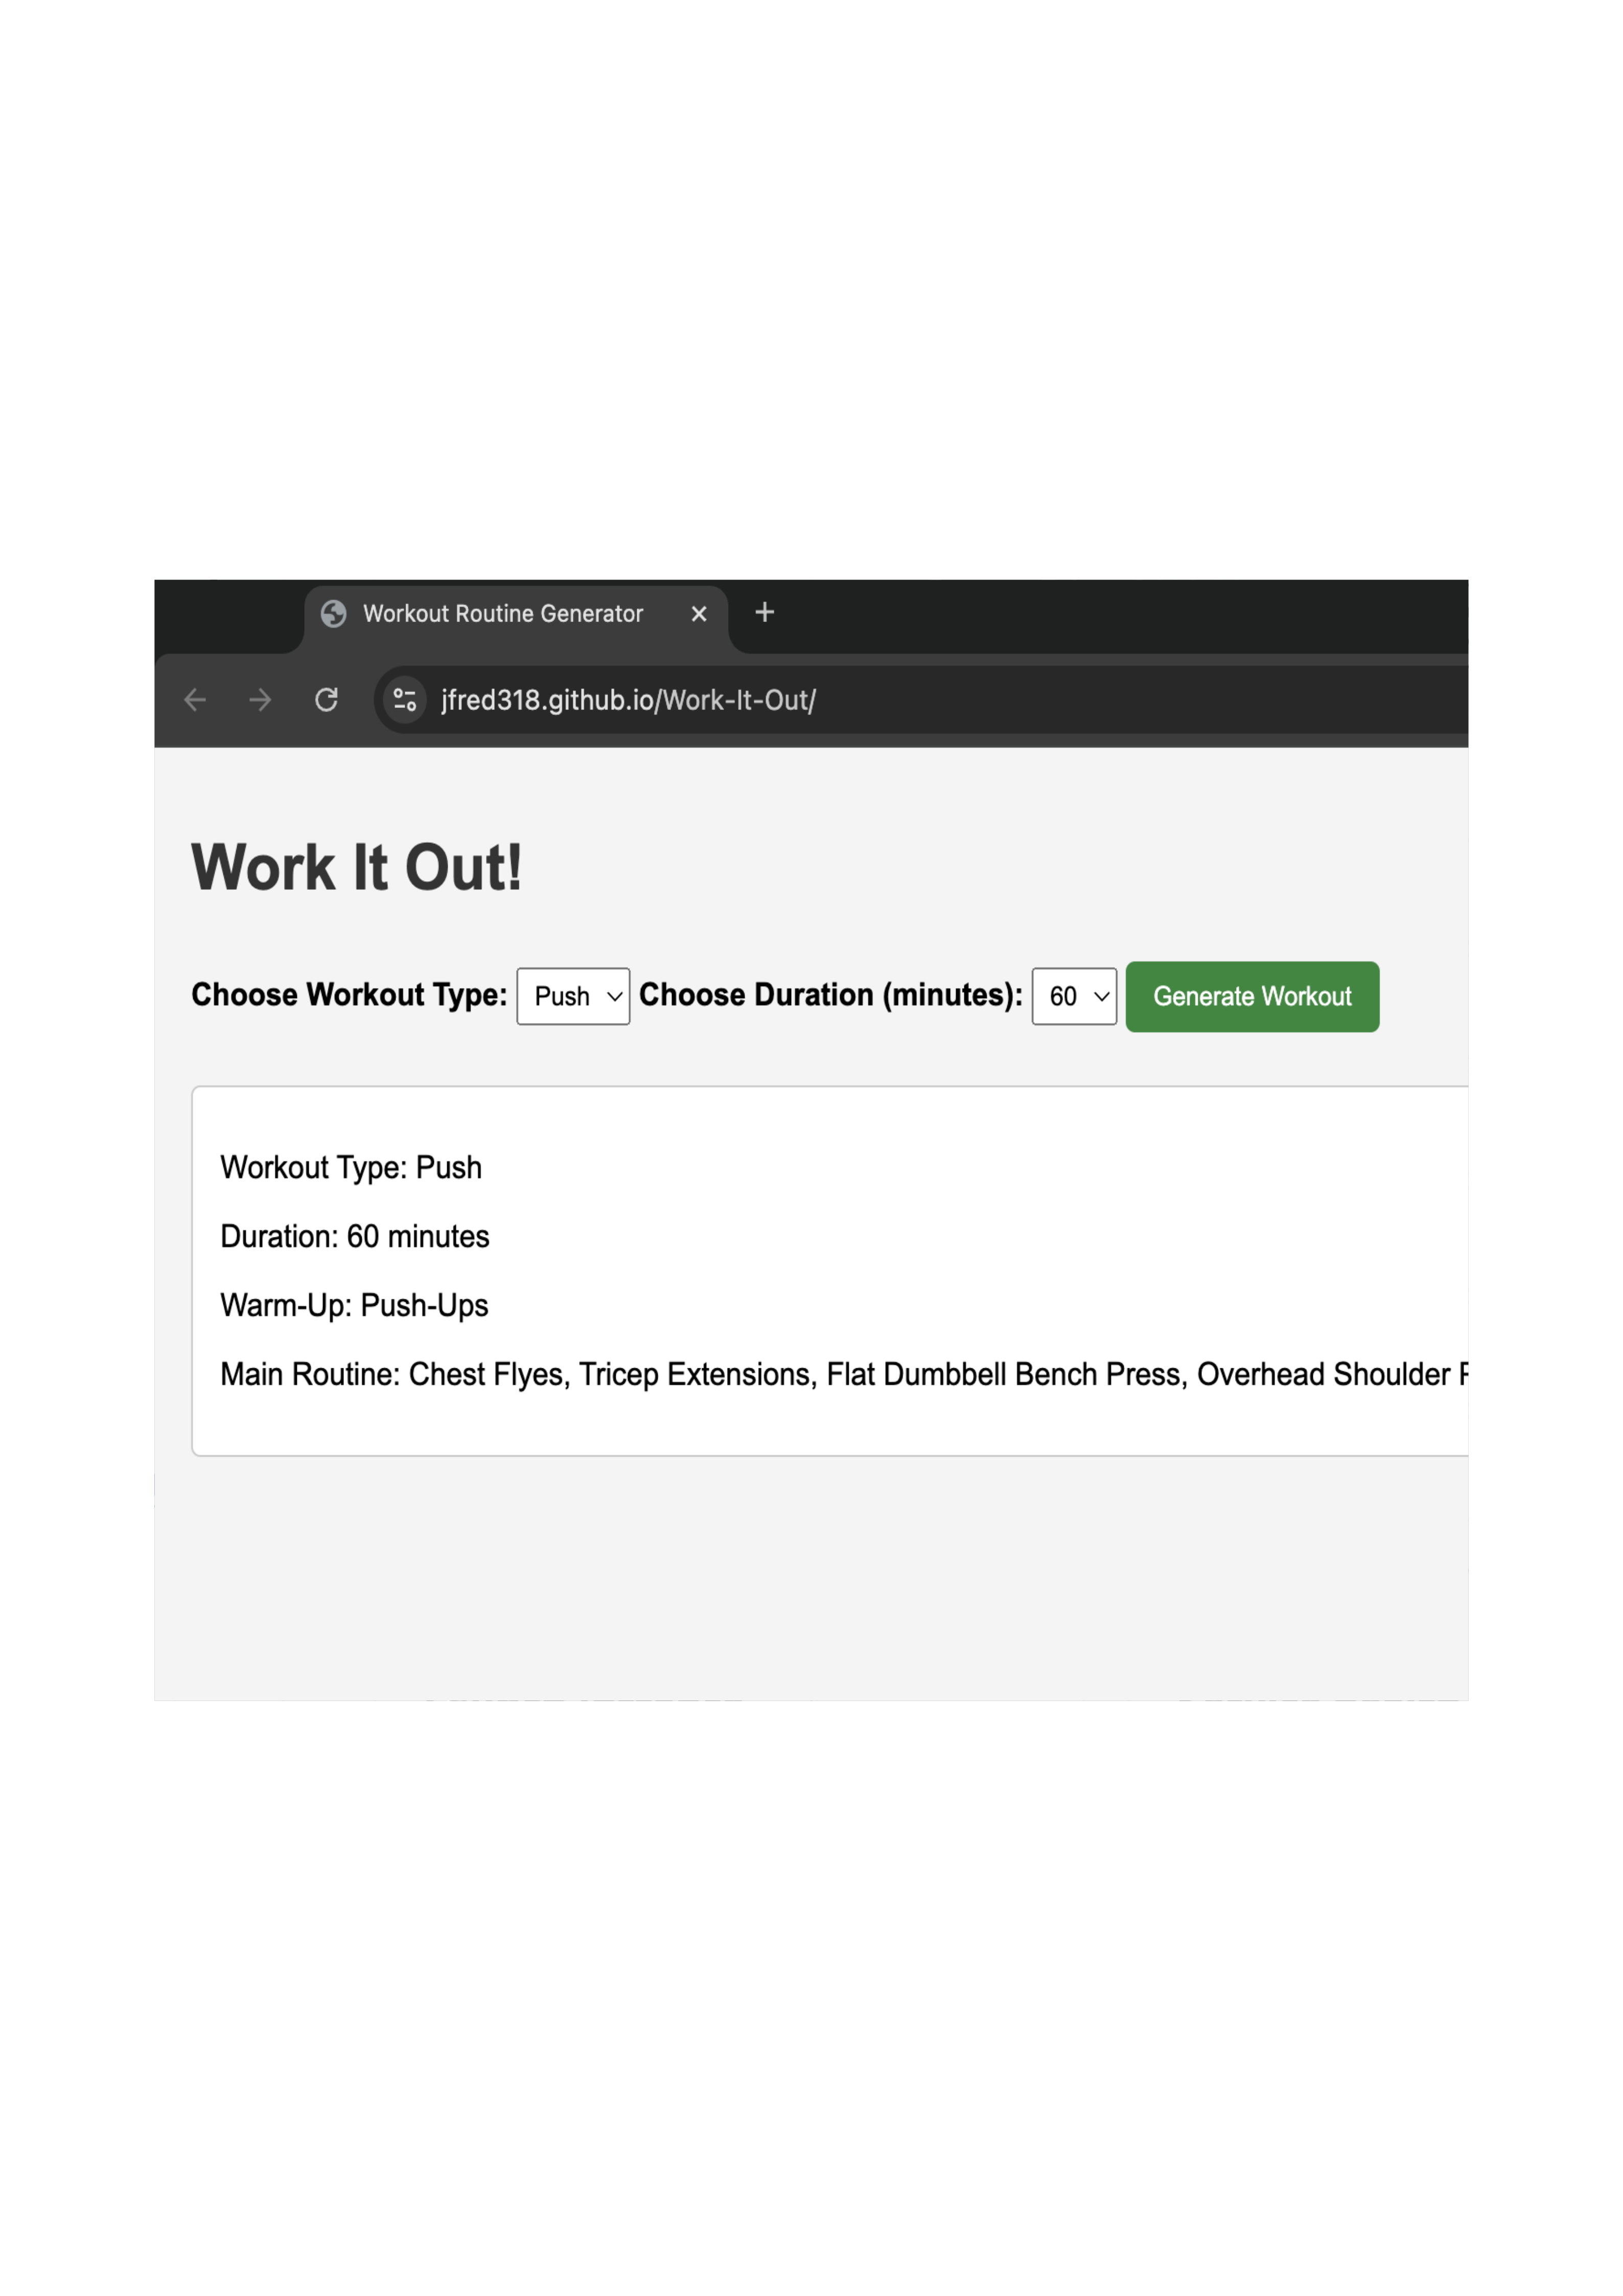 Workout Routine Generator
jfred318.github.io/Work-It-Out/
Work It Out!
Choose Workout Type: Push Choose Duration (minutes): 60 Generate Workout
Workout Type: Push
Duration: 60 minutes
Warm-Up: Push-Ups
Main Routine: Chest Flyes, Tricep Extensions, Flat Dumbbell Bench Press, Overhead Shoulder